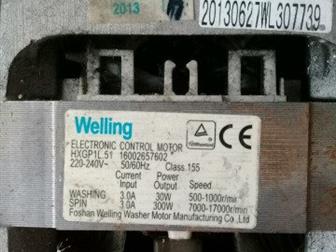 2013
20130627WL307739
Welling
ELECTRONIC CONTROL MOTOR
HXGP1L.51 16002657602
220-240V~ 50/60Hz Class.155
Current Power
Input Output Speed
WASHING 3.0A 30W 500-1000r/mi
SPIN 3.0A 300W 7000-17000r/mi
Foshan Welling Washer Motor Manufacturing Co.,Ltd
CE